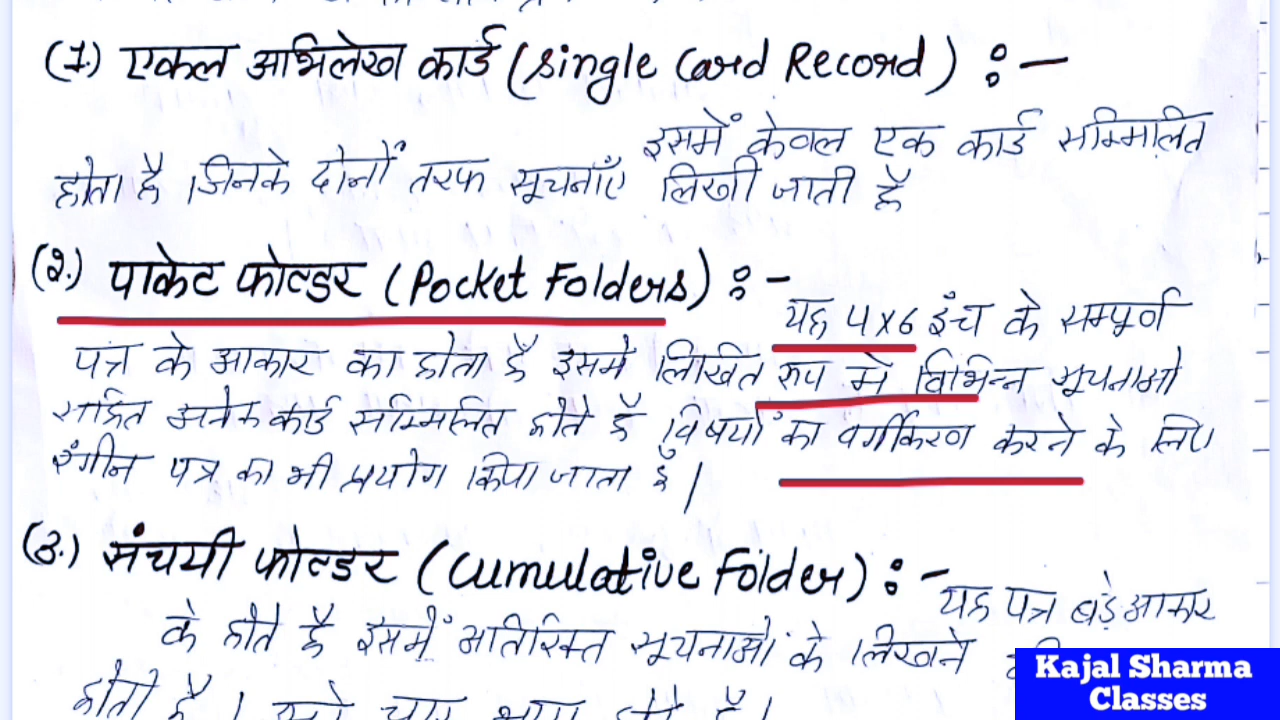 (1.) एकल अभिलेख कार्ड (Single Card Record) :-
इसमें केवल एक कार्ड सम्मिलित
होता है। जिनके दोनों तरफ सूचनाएँ लिखी जाती हैं
(2.) पाकेट फोल्डर (Pocket Folders) :-
यह 4x6 इंच के सम्पूर्ण
पत्र के आकार का होता है इसमे लिखित रूप में विभिन्न सूचनाओ
सहित अनेक कार्ड सम्मिलित होते हैं विषयों का वर्गीकरण करने के लिए
रंगीन पत्र का भी प्रयोग किया जाता है।
(3.) संचयी फोल्डर (Cumulative Folder) :-
यह पत्र बड़े आकार
के होते है इसमें अतिरिक्त सूचनाओं के लिखने
होती है।
Kajal Sharma
Classes